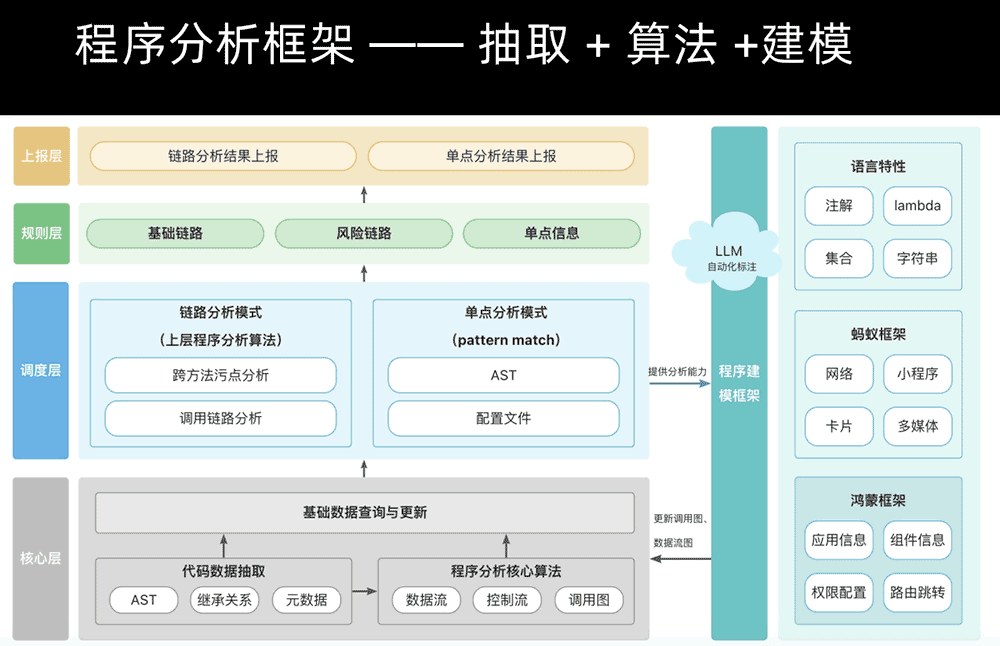 程序分析框架 —— 抽取 + 算法 +建模
上报层
链路分析结果上报
单点分析结果上报
规则层
基础链路
风险链路
单点信息
调度层
链路分析模式
（上层程序分析算法）
跨方法污点分析
调用链路分析
单点分析模式
（pattern match）
AST
配置文件
核心层
基础数据查询与更新
代码数据抽取
AST
继承关系
元数据
程序分析核心算法
数据流
控制流
调用图
提供分析能力
更新调用图、
数据流图
LLM
自动化标注
程序建
模框架
语言特性
注解
lambda
集合
字符串
蚂蚁框架
网络
小程序
卡片
多媒体
鸿蒙框架
应用信息
组件信息
权限配置
路由跳转